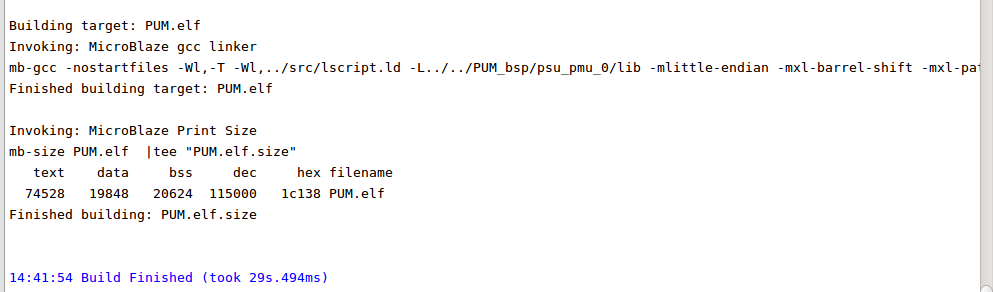 Building target: PUM.elf
Invoking: MicroBlaze gcc linker
mb-gcc -nostartfiles -Wl,-T -Wl,../src/lscript.ld -L../../PUM_bsp/psu_pmu_0/lib -mlittle-endian -mxl-barrel-shift -mxl-pat
Finished building target: PUM.elf
Invoking: MicroBlaze Print Size
mb-size PUM.elf  |tee "PUM.elf.size"
   text    data     bss     dec     hex filename
  74528   19848   20624  115000   1c138 PUM.elf
Finished building: PUM.elf.size
14:41:54 Build Finished (took 29s.494ms)